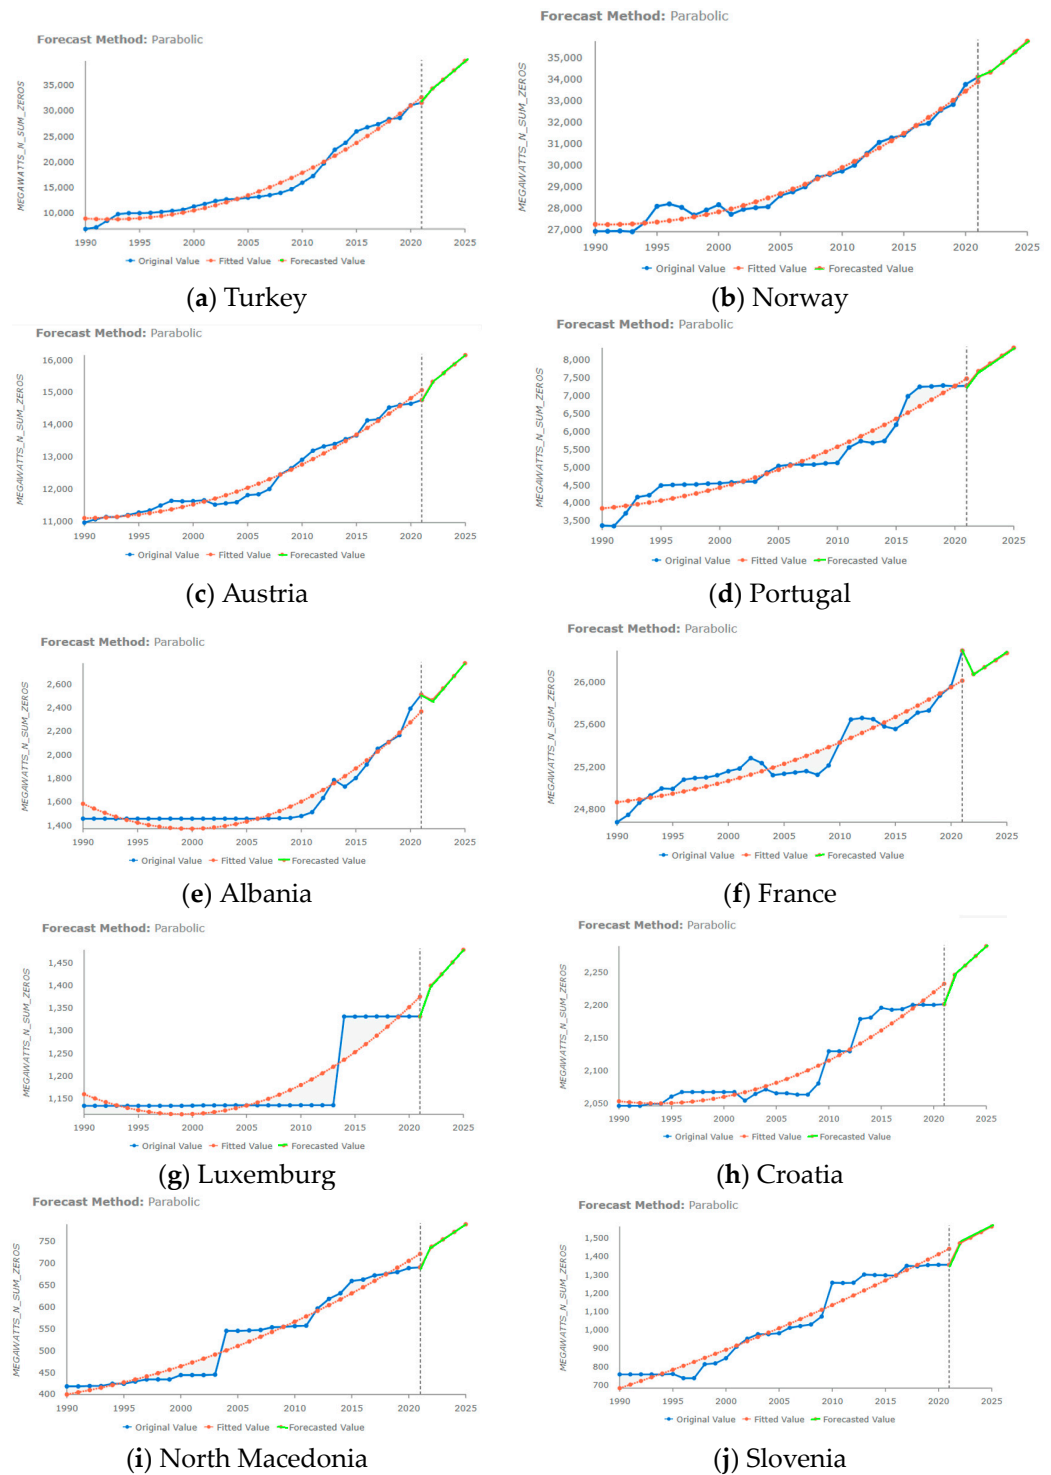 Forecast Method: Parabolic
MEGAWATTS_N_SUM_ZEROS
35,000
30,000
25,000
20,000
15,000
10,000
1990 1995 2000 2005 2010 2015 2020 2025
Original Value Fitted Value Forecasted Value
(a) Turkey
Forecast Method: Parabolic
MEGAWATTS_N_SUM_ZEROS
35,000
34,000
33,000
32,000
31,000
30,000
29,000
28,000
27,000
1990 1995 2000 2005 2010 2015 2020 2025
Original Value Fitted Value Forecasted Value
(b) Norway
Forecast Method: Parabolic
MEGAWATTS_N_SUM_ZEROS
16,000
15,000
14,000
13,000
12,000
11,000
1990 1995 2000 2005 2010 2015 2020 2025
Original Value Fitted Value Forecasted Value
(c) Austria
Forecast Method: Parabolic
MEGAWATTS_N_SUM_ZEROS
8,000
7,500
7,000
6,500
6,000
5,500
5,000
4,500
4,000
3,500
1990 1995 2000 2005 2010 2015 2020 2025
Original Value Fitted Value Forecasted Value
(d) Portugal
Forecast Method: Parabolic
MEGAWATTS_N_SUM_ZEROS
2,600
2,400
2,200
2,000
1,800
1,600
1,400
1990 1995 2000 2005 2010 2015 2020 2025
Original Value Fitted Value Forecasted Value
(e) Albania
Forecast Method: Parabolic
MEGAWATTS_N_SUM_ZEROS
26,000
25,600
25,200
24,800
1990 1995 2000 2005 2010 2015 2020 2025
Original Value Fitted Value Forecasted Value
(f) France
Forecast Method: Parabolic
MEGAWATTS_N_SUM_ZEROS
1,450
1,400
1,350
1,300
1,250
1,200
1,150
1990 1995 2000 2005 2010 2015 2020 2025
Original Value Fitted Value Forecasted Value
(g) Luxemburg
Forecast Method: Parabolic
MEGAWATTS_N_SUM_ZEROS
2,250
2,200
2,150
2,100
2,050
1990 1995 2000 2005 2010 2015 2020 2025
Original Value Fitted Value Forecasted Value
(h) Croatia
Forecast Method: Parabolic
MEGAWATTS_N_SUM_ZEROS
750
700
650
600
550
500
450
400
1990 1995 2000 2005 2010 2015 2020 2025
Original Value Fitted Value Forecasted Value
(i) North Macedonia
Forecast Method: Parabolic
MEGAWATTS_N_SUM_ZEROS
1,500
1,400
1,300
1,200
1,100
1,000
900
800
700
1990 1995 2000 2005 2010 2015 2020 2025
Original Value Fitted Value Forecasted Value
(j) Slovenia